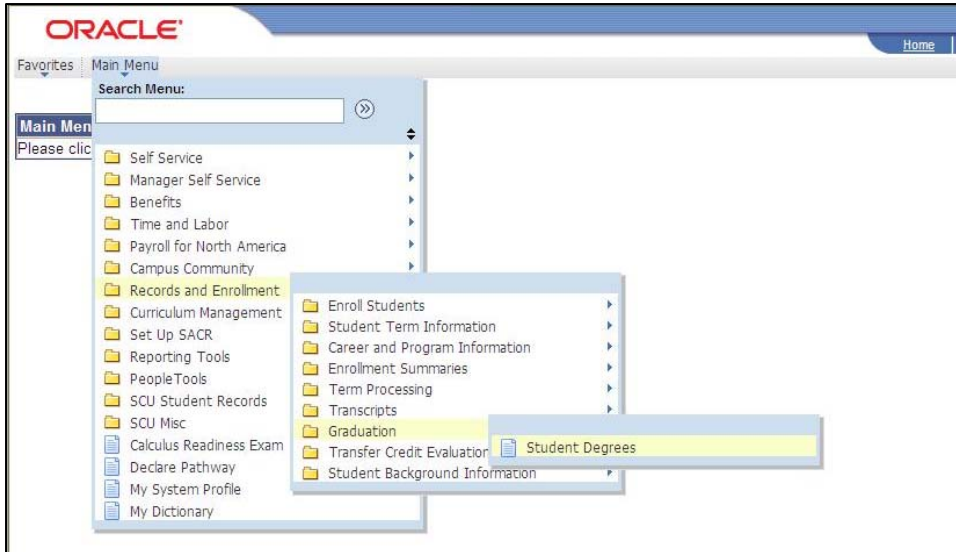 ORACLE'
Home
Favorites Main Menu
Search Menu:
Main Men
Please clic
Self Service
Manager Self Service
Benefits
Time and Labor
Payroll for North America
Campus Community
Records and Enrollment
Curriculum Management
Set Up SACR
Reporting Tools
PeopleTools
SCU Student Records
SCU Misc
Calculus Readiness Exam
Declare Pathway
My System Profile
My Dictionary
Enroll Students
Student Term Information
Career and Program Information
Enrollment Summaries
Term Processing
Transcripts
Graduation
Transfer Credit Evaluation
Student Background Information
Student Degrees